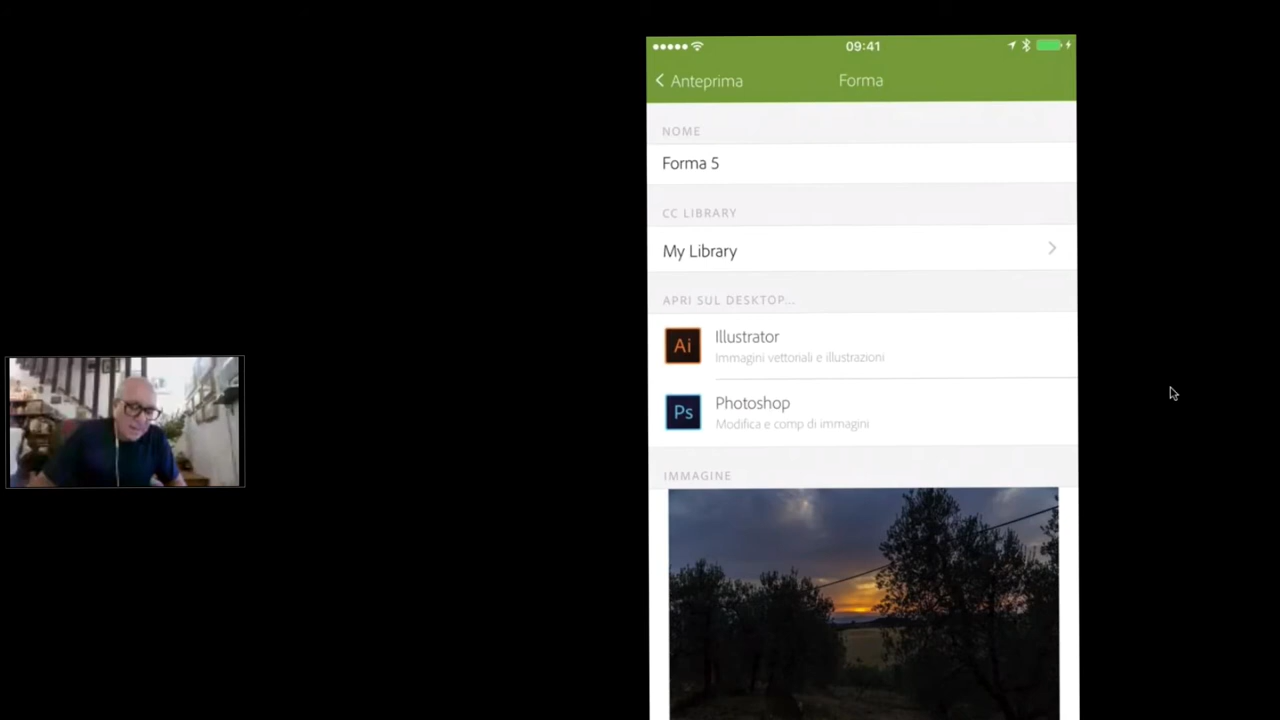 09:41
Anteprima
Forma
NOME
Forma 5
CC LIBRARY
My Library
APRI SUL DESKTOP...
Ai
Illustrator
Immagini vettoriali e illustrazioni
Ps
Photoshop
Modifica e comp di immagini
IMMAGINE